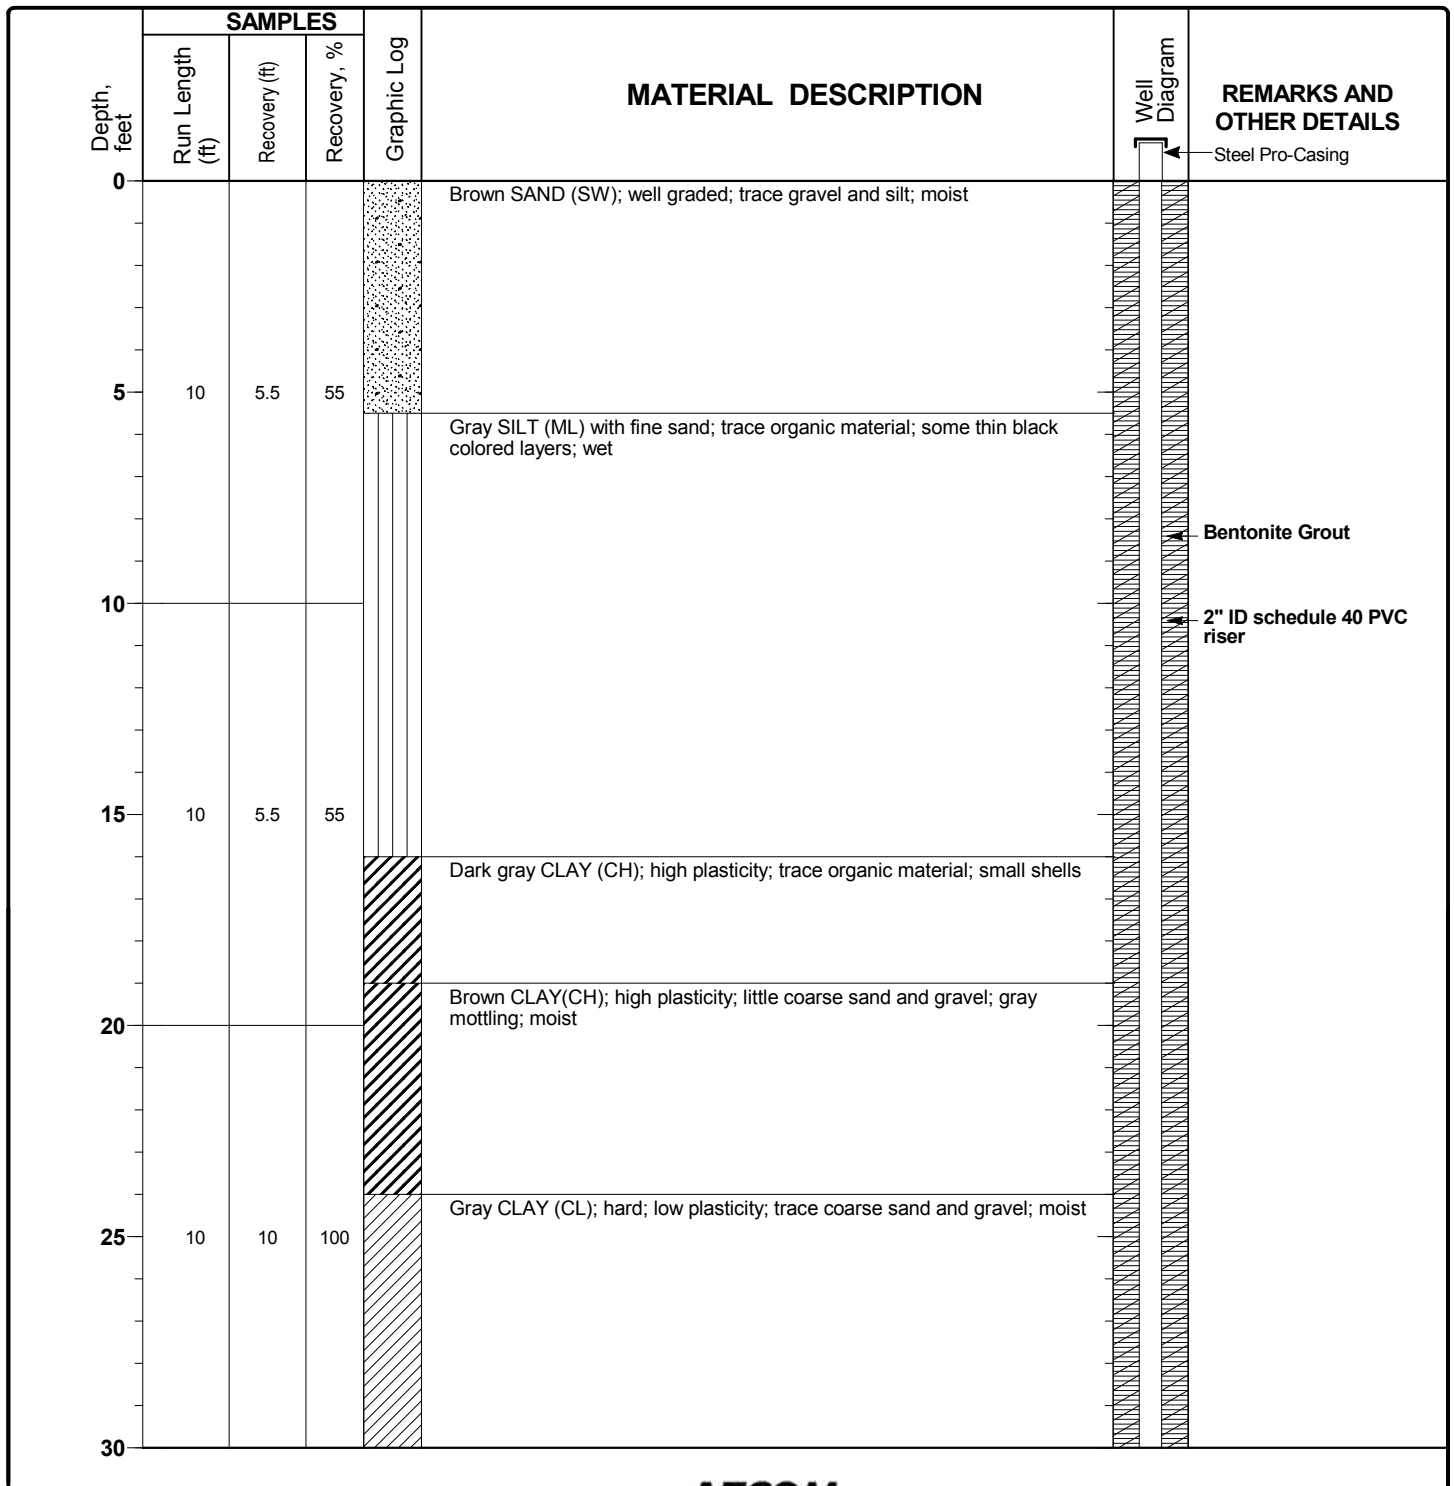 SAMPLES
Depth,
feet
Run Length
(ft)
Recovery (ft)
Recovery, %
Graphic Log
MATERIAL DESCRIPTION
Well
Diagram
REMARKS AND
OTHER DETAILS
Steel Pro-Casing
0
Brown SAND (SW); well graded; trace gravel and silt; moist
5
10
5.5
55
Gray SILT (ML) with fine sand; trace organic material; some thin black
colored layers; wet
Bentonite Grout
10
2" ID schedule 40 PVC
riser
15
10
5.5
55
Dark gray CLAY (CH); high plasticity; trace organic material; small shells
Brown CLAY(CH); high plasticity; little coarse sand and gravel; gray
mottling; moist
20
Gray CLAY (CL); hard; low plasticity; trace coarse sand and gravel; moist
25
10
10
100
30